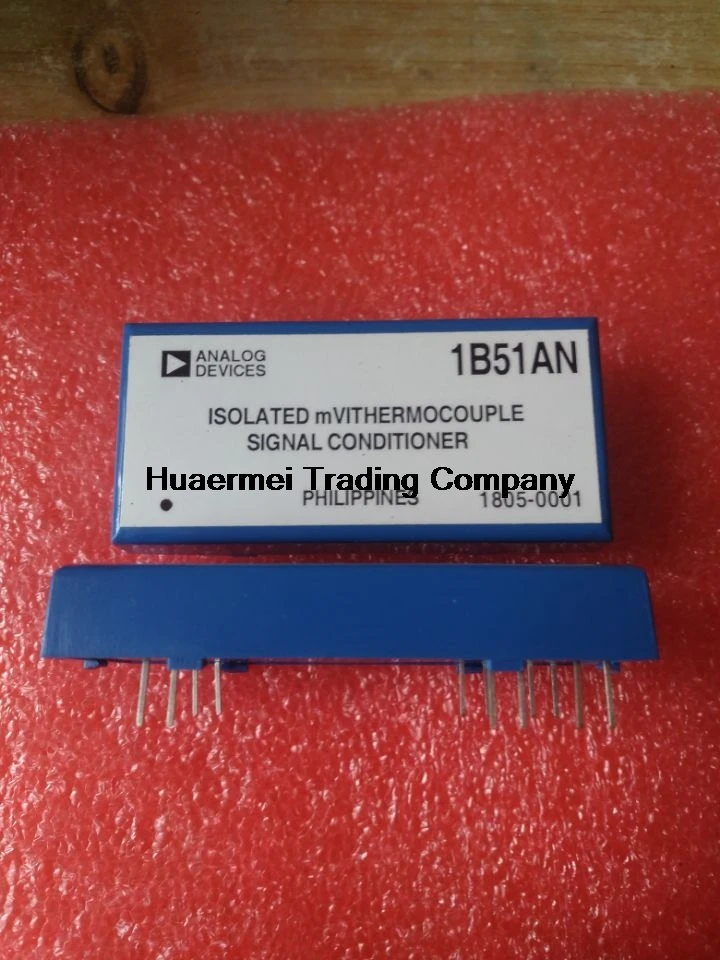 ANALOG
DEVICES
1B51AN
ISOLATED mVITHERMOCOUPLE
SIGNAL CONDITIONER
Huaermei Trading Company
PHILIPPINES
1805-0001